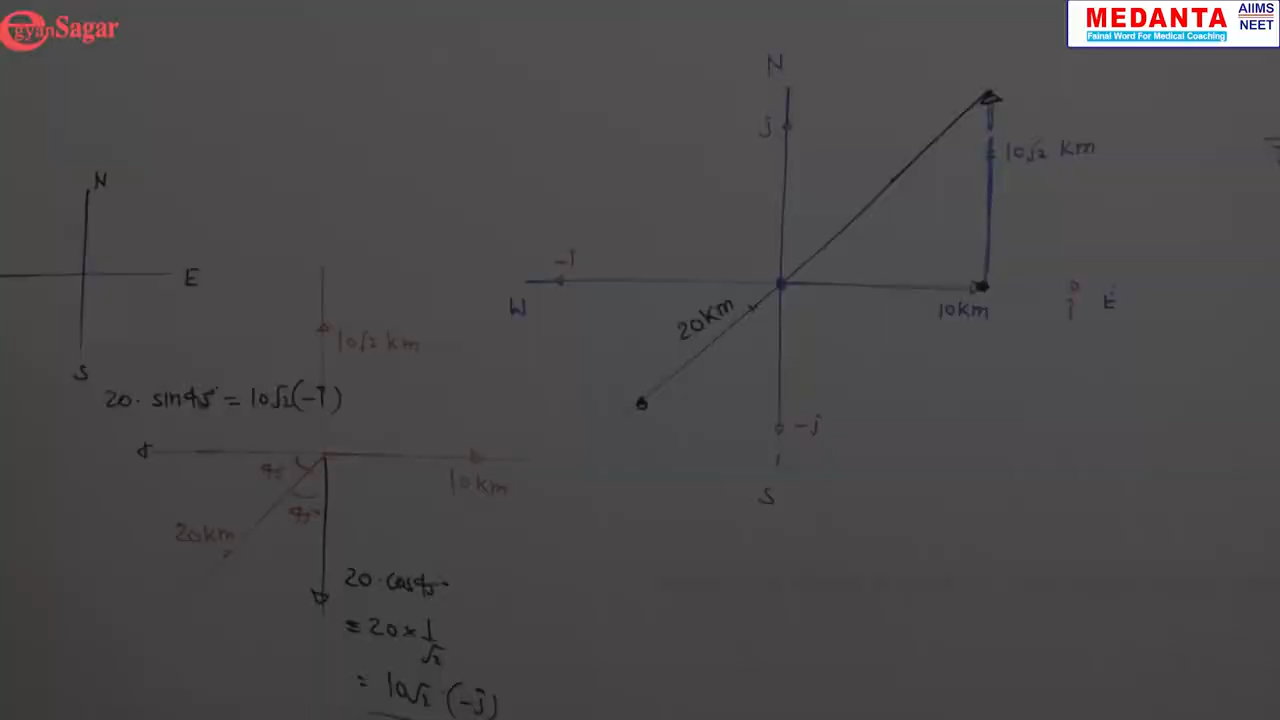 egyanSagar
MEDANTA
AIIMS
NEET
Fainal Word For Medical Coaching
N
E
S
10√2 km
20. sin45° = 10√2(-î)
45
45°
10km
20km
20.cos45°
= 20 × 1/√2
= 10√2 (-ĵ)
N
j
10√2 km
-î
W
10km
î
E
20km
-j
S